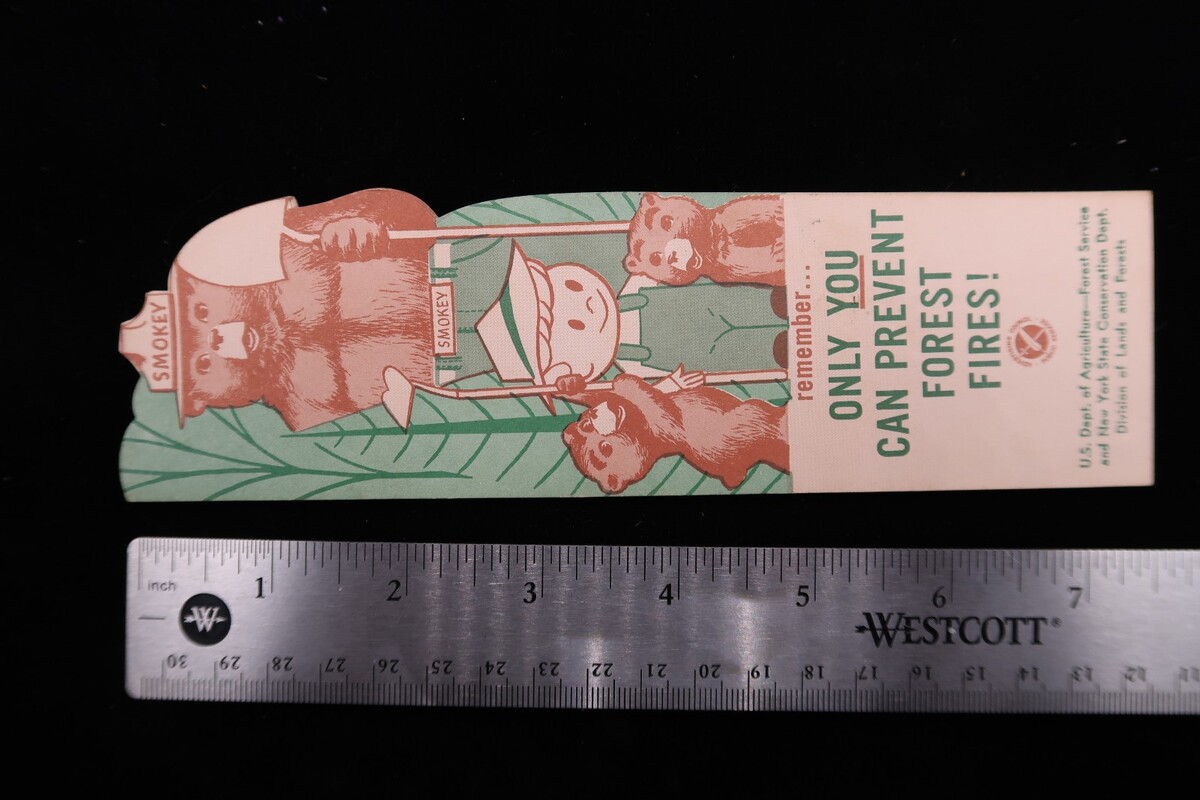 SMOKEY
SMOKEY
remember...
ONLY YOU
CAN PREVENT
FOREST
FIRES!
U.S. Dept. of Agriculture—Forest Service
and New York State Conservation Dept.
Division of Lands and Forests
inch
1 2 3 4 5 6 7
W
WESTCOTT®
30 29 28 27 26 25 24 23 22 21 20 19 18 17 16 15 14 13 12 11